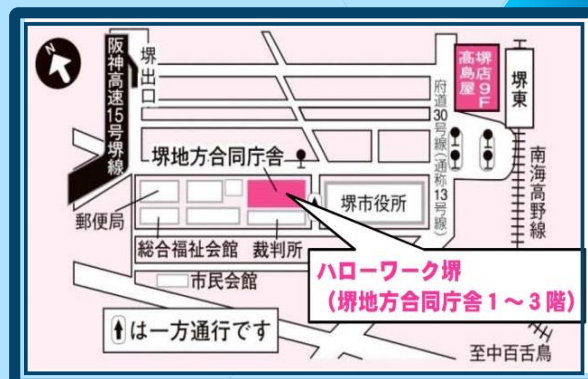 N
阪神高速15号堺線
堺出口
堺店9F
高島屋
堺東
府道30号線(通称13号線)
南海高野線
堺地方合同庁舎
堺市役所
郵便局
総合福祉会館
裁判所
市民会館
ハローワーク堺
(堺地方合同庁舎1～3階)
は一方通行です
至中百舌鳥